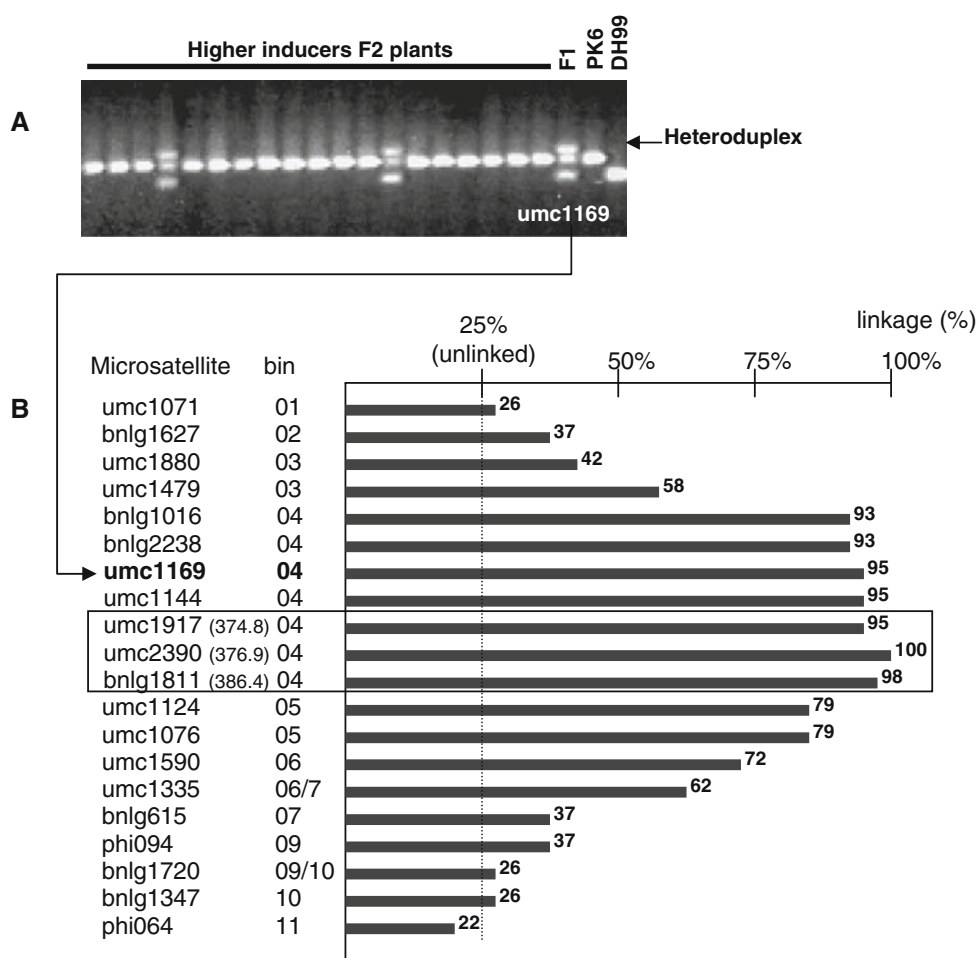 Higher inducers F2 plants
F1
PK6
DH99
A
Heteroduplex
umc1169
linkage (%)
25%
(unlinked)
50%
75%
100%
Microsatellite bin
B
umc1071 01 26
bnlg1627 02 37
umc1880 03 42
umc1479 03 58
bnlg1016 04 93
bnlg2238 04 93
umc1169 04 95
umc1144 04 95
umc1917 (374.8) 04 95
umc2390 (376.9) 04 100
bnlg1811 (386.4) 04 98
umc1124 05 79
umc1076 05 79
umc1590 06 72
umc1335 06/7 62
bnlg615 07 37
phi094 09 37
bnlg1720 09/10 26
bnlg1347 10 26
phi064 11 22